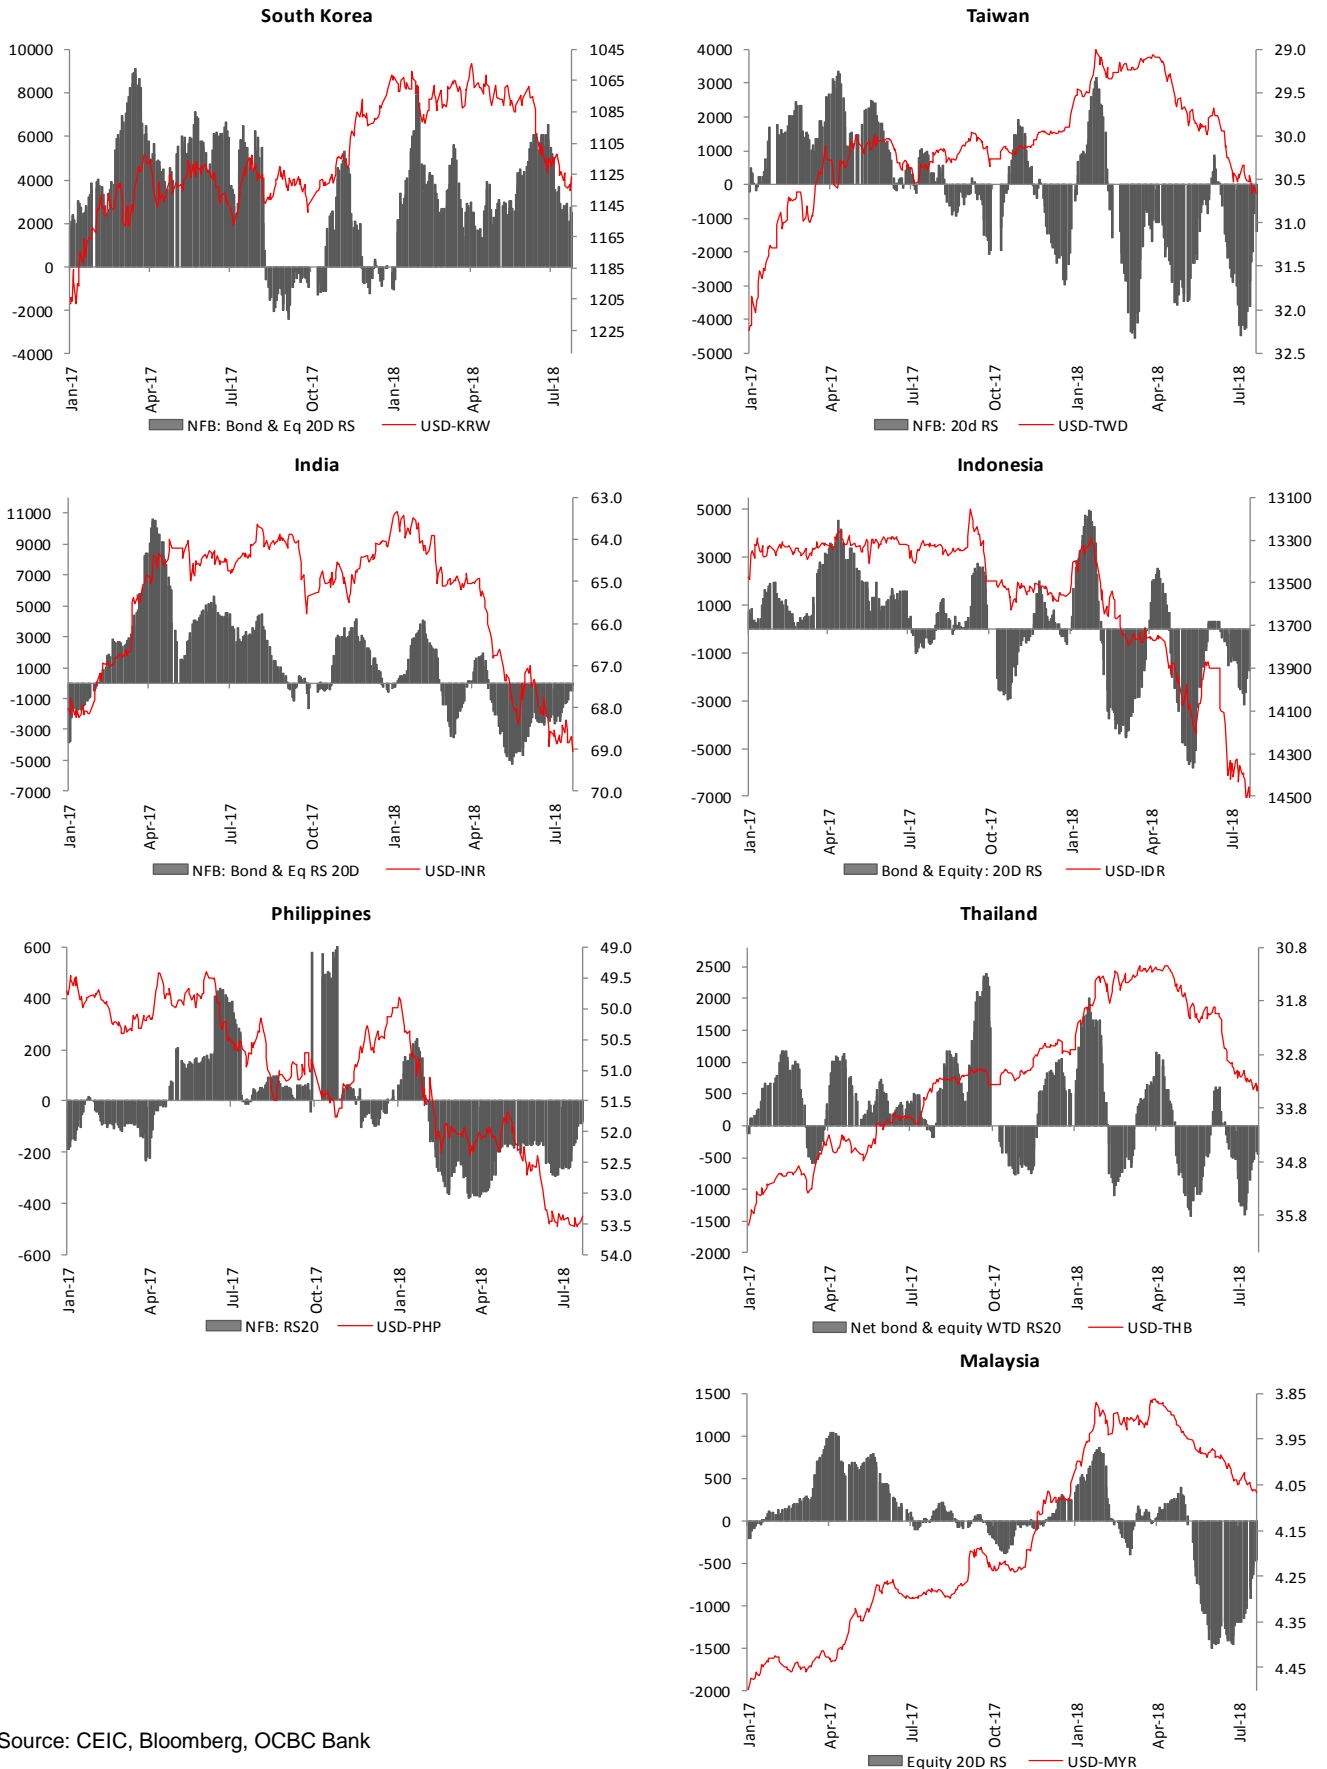 South Korea
10000
8000
6000
4000
2000
0
-2000
-4000
1045
1065
1085
1105
1125
1145
1165
1185
1205
1225
Jan-17
Apr-17
Jul-17
Oct-17
Jan-18
Apr-18
Jul-18
NFB: Bond & Eq 20D RS USD-KRW
Taiwan
4000
3000
2000
1000
0
-1000
-2000
-3000
-4000
-5000
29.0
29.5
30.0
30.5
31.0
31.5
32.0
32.5
Jan-17
Apr-17
Jul-17
Oct-17
Jan-18
Apr-18
Jul-18
NFB: 20d RS USD-TWD
India
11000
9000
7000
5000
3000
1000
-1000
-3000
-5000
-7000
63.0
64.0
65.0
66.0
67.0
68.0
69.0
70.0
Jan-17
Apr-17
Jul-17
Oct-17
Jan-18
Apr-18
Jul-18
NFB: Bond & Eq RS 20D USD-INR
Indonesia
5000
3000
1000
-1000
-3000
-5000
-7000
13100
13300
13500
13700
13900
14100
14300
14500
Jan-17
Apr-17
Jul-17
Oct-17
Jan-18
Apr-18
Jul-18
Bond & Equity: 20D RS USD-IDR
Philippines
600
400
200
0
-200
-400
-600
49.0
49.5
50.0
50.5
51.0
51.5
52.0
52.5
53.0
53.5
54.0
Jan-17
Apr-17
Jul-17
Oct-17
Jan-18
Apr-18
Jul-18
NFB: RS20 USD-PHP
Thailand
2500
2000
1500
1000
500
0
-500
-1000
-1500
-2000
30.8
31.8
32.8
33.8
34.8
35.8
Jan-17
Apr-17
Jul-17
Oct-17
Jan-18
Apr-18
Jul-18
Net bond & equity WTD RS20 USD-THB
Malaysia
1500
1000
500
0
-500
-1000
-1500
-2000
3.85
3.95
4.05
4.15
4.25
4.35
4.45
Jan-17
Apr-17
Jul-17
Oct-17
Jan-18
Apr-18
Jul-18
Equity 20D RS USD-MYR
Source: CEIC, Bloomberg, OCBC Bank